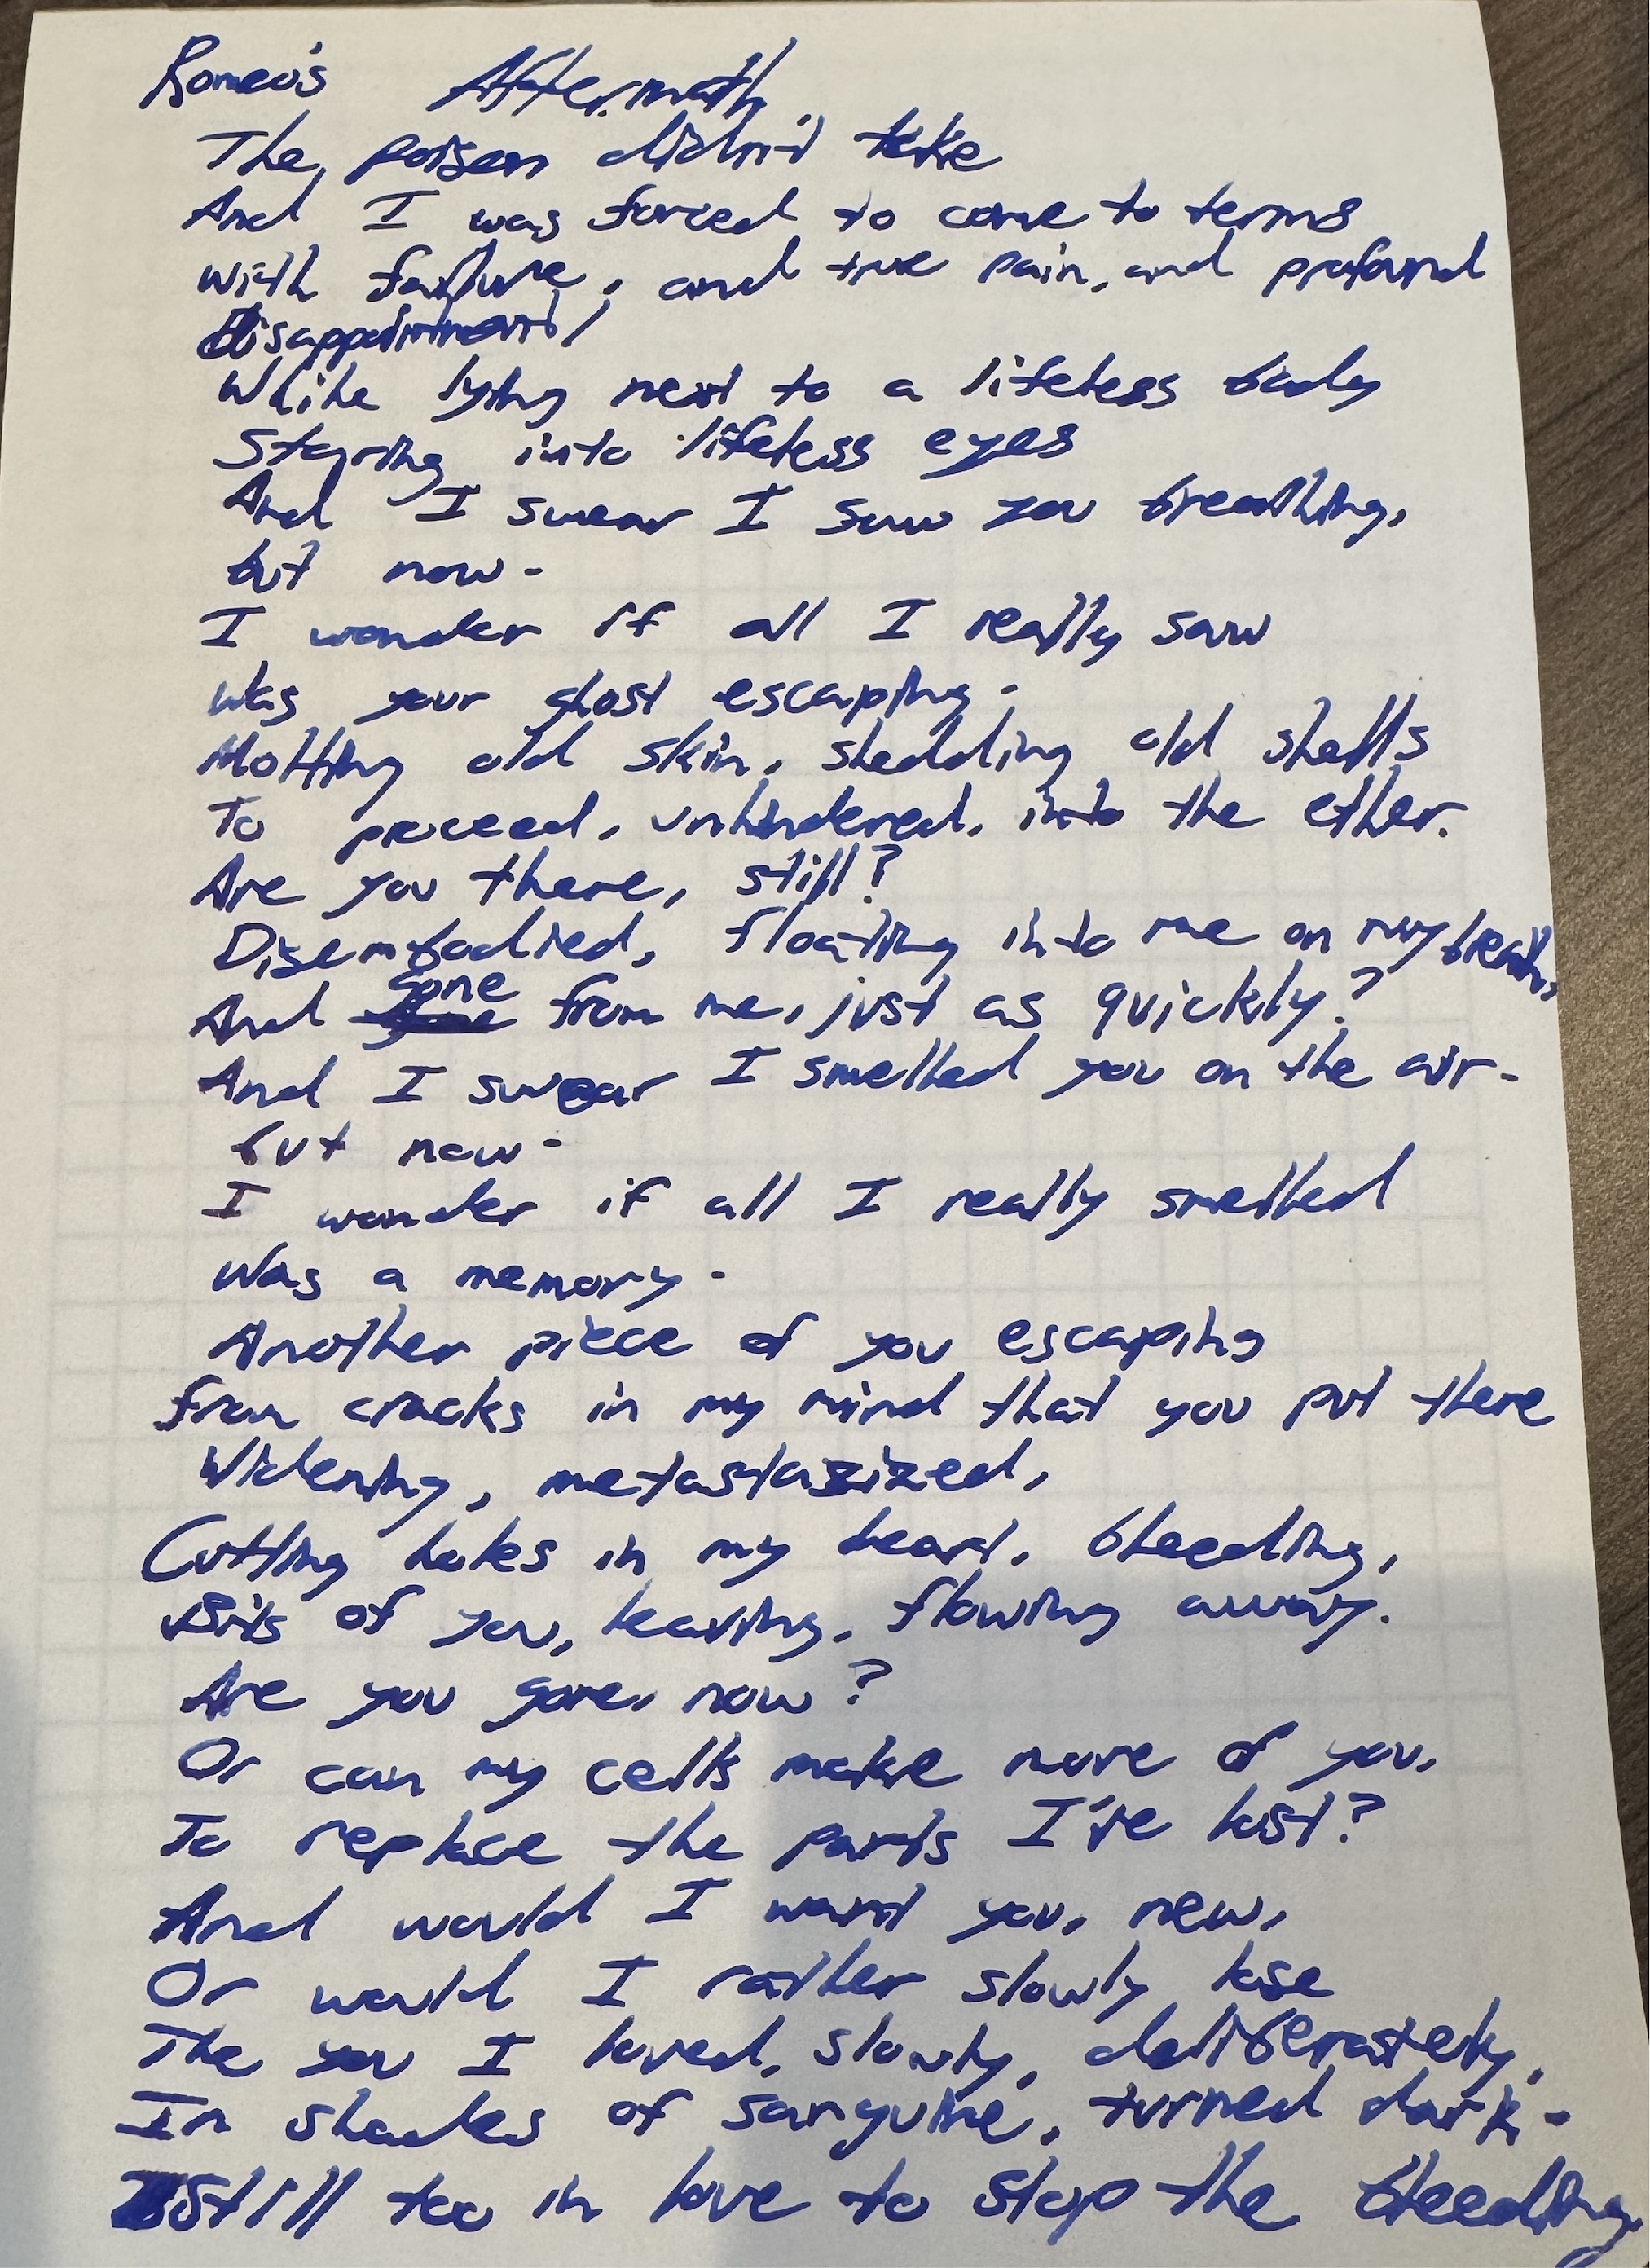 Romeo's Aftermath
The poison didn't take
And I was forced to come to terms
with failure, and true pain, and profound
disappointment,
While lying next to a lifeless body
Staring into lifeless eyes
And I swear I saw you breathing,
but now -
I wonder if all I really saw
was your ghost escaping -
Molting old skin, shedding old shells
To proceed, unhindered, into the ether.
Are you there, still?
Disembodied, floating into me on my breath,
And gone from me, just as quickly?
And I swear I smelled you on the air -
but now -
I wonder if all I really smelled
Was a memory -
Another piece of you escaping
from cracks in my mind that you put there
Widening, metastasized,
Cutting holes in my heart, bleeding,
Bits of you, leaving, flowing away.
Are you gone, now?
Or can my cells make more of you,
To replace the parts I've lost?
And would I want you, new,
Or would I rather slowly lose
The you I loved, slowly, deliberately,
In shades of sanguine, turned dark -
Still too in love to stop the bleeding.